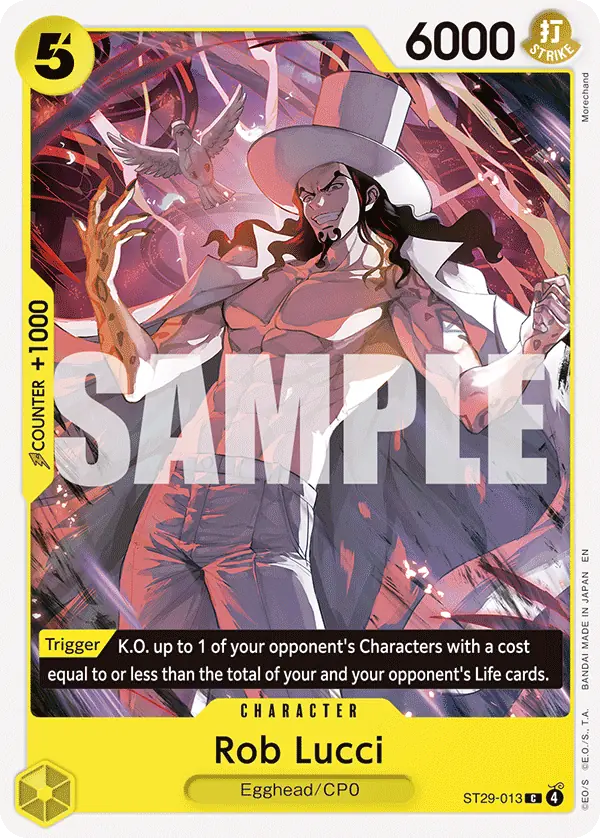 5
6000
打
STRIKE
Morechand
COUNTER +1000
SAMPLE
Trigger K.O. up to 1 of your opponent's Characters with a cost
equal to or less than the total of your and your opponent's Life cards.
CHARACTER
Rob Lucci
Egghead/CP0
ST29-013 C 4
©EO/S ©E.O./S., T.A. BANDAI MADE IN JAPAN EN